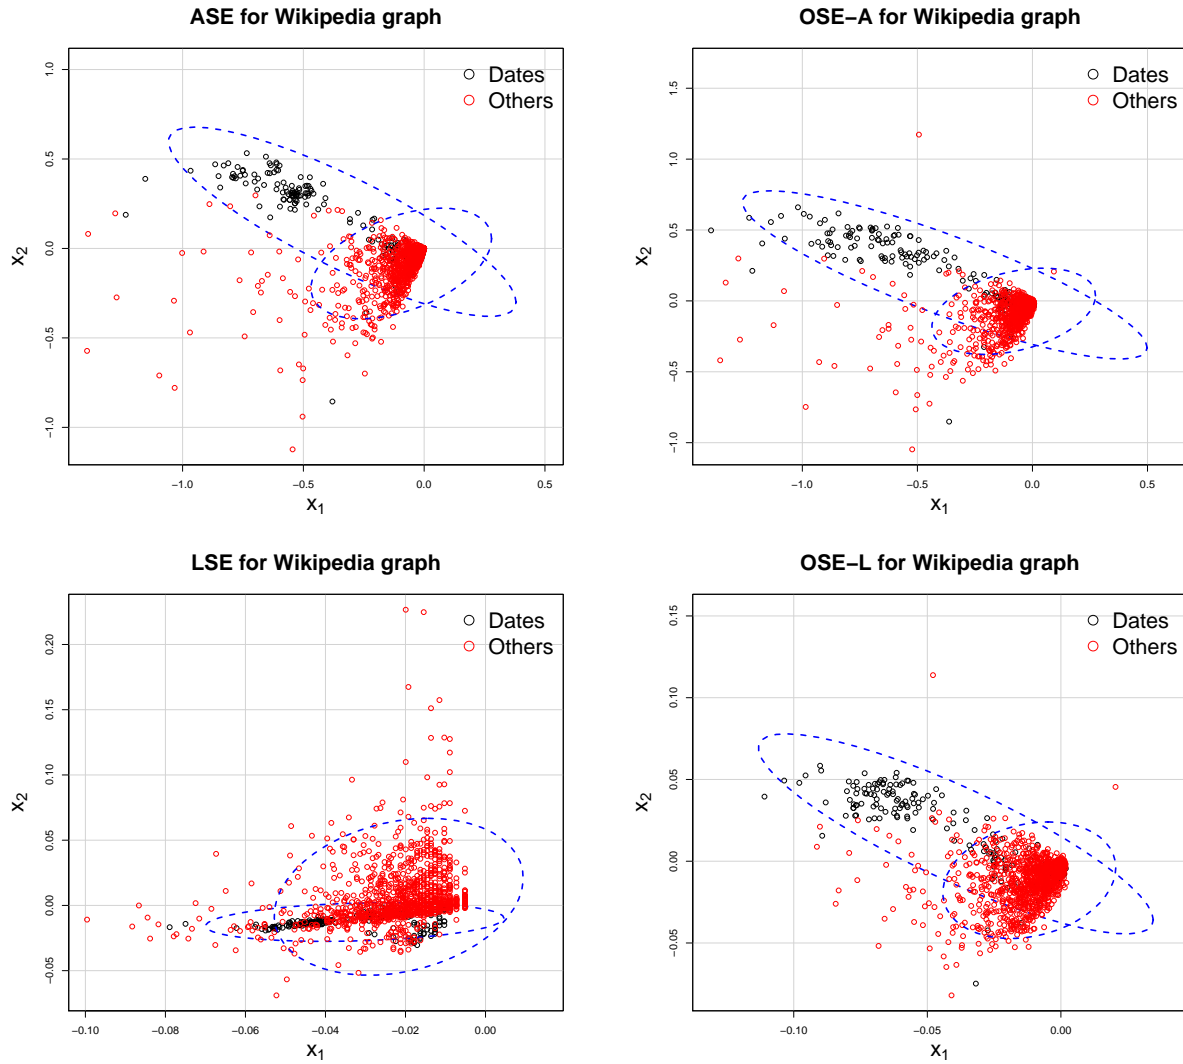 ASE for Wikipedia graph
Dates
Others
1.0
0.5
0.0
−0.5
−1.0
x2
−1.0 −0.5 0.0 0.5
x1
OSE−A for Wikipedia graph
Dates
Others
1.5
1.0
0.5
0.0
−0.5
−1.0
x2
−1.0 −0.5 0.0 0.5
x1
LSE for Wikipedia graph
Dates
Others
0.20
0.15
0.10
0.05
0.00
−0.05
x2
−0.10 −0.08 −0.06 −0.04 −0.02 0.00
x1
OSE−L for Wikipedia graph
Dates
Others
0.15
0.10
0.05
0.00
−0.05
x2
−0.10 −0.05 0.00
x1